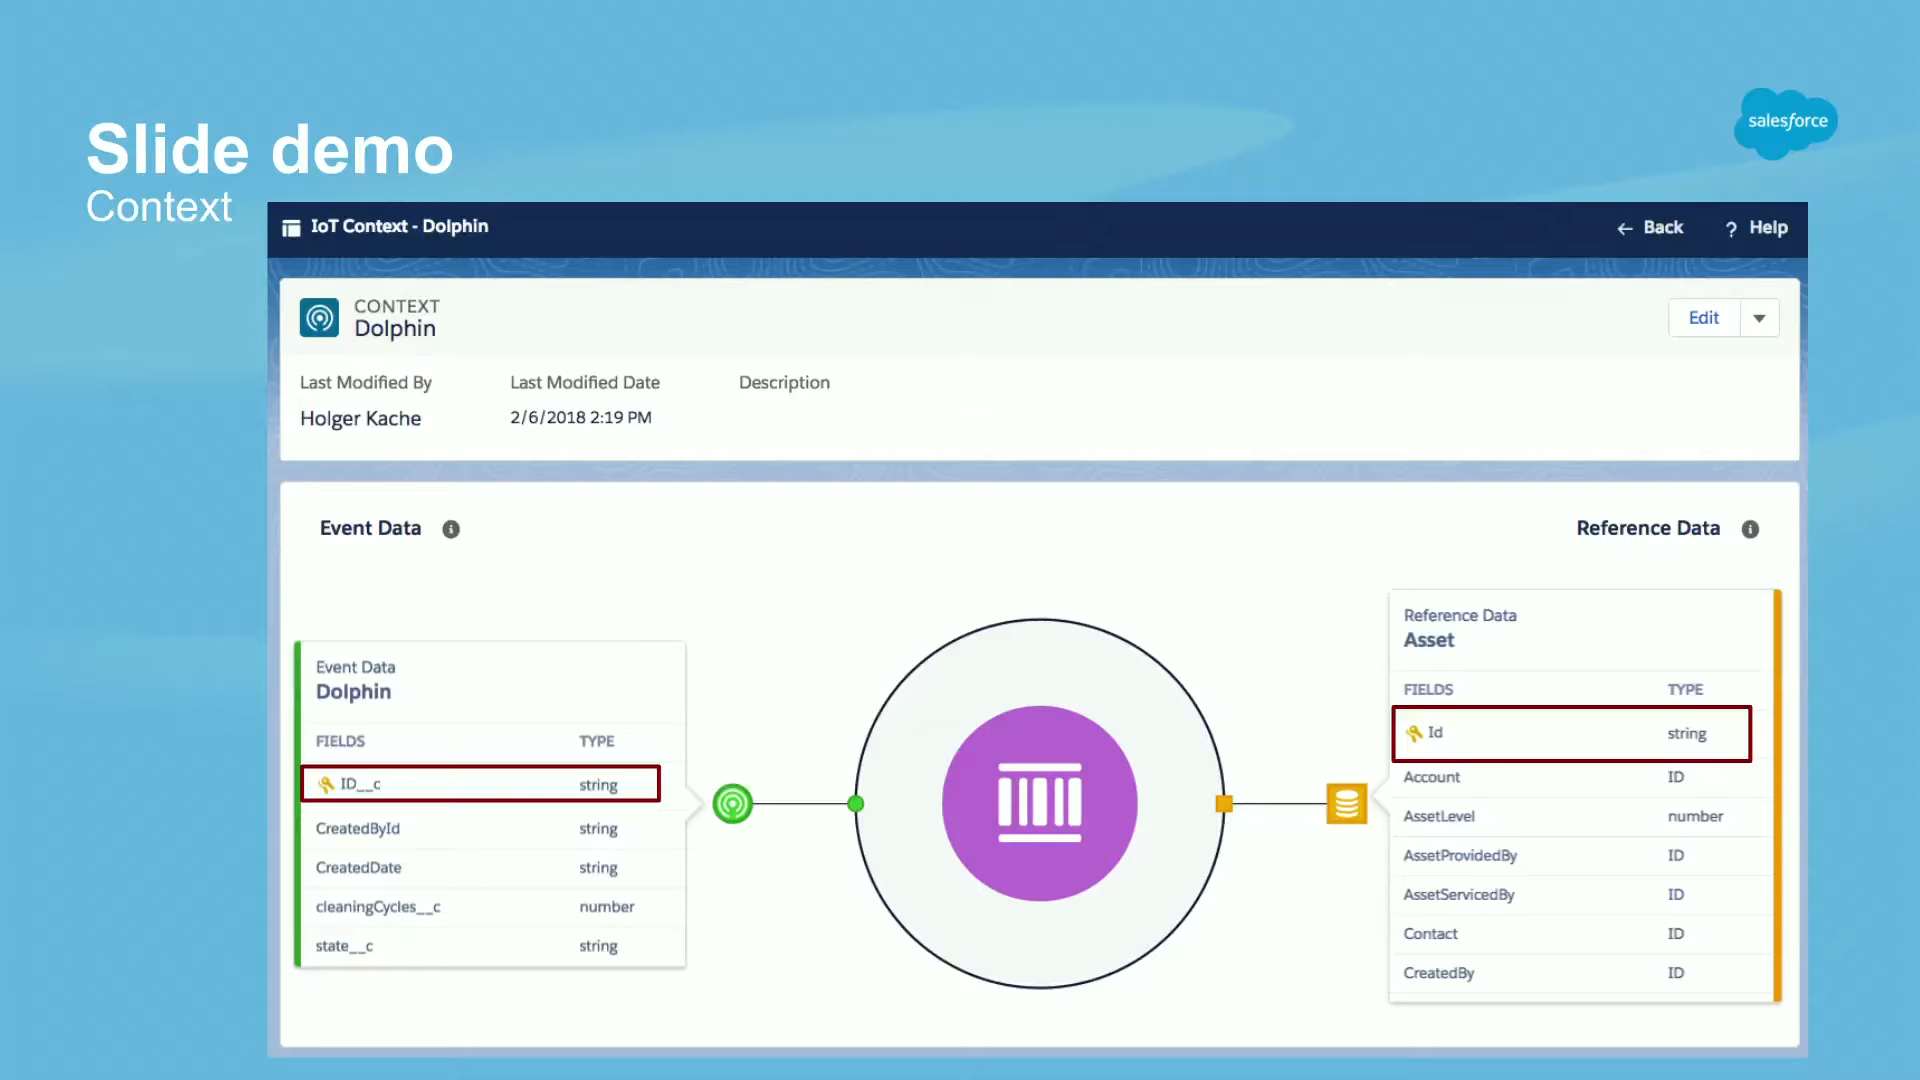 Slide demo
salesforce
Context
IoT Context - Dolphin
Back
? Help
CONTEXT
Dolphin
Edit
Last Modified By
Last Modified Date
Description
Holger Kache
2/6/2018 2:19 PM
Event Data
Reference Data
Event Data
Dolphin
FIELDS TYPE
ID__c string
CreatedById string
CreatedDate string
cleaningCycles__c number
state__c string
Reference Data
Asset
FIELDS TYPE
Id string
Account ID
AssetLevel number
AssetProvidedBy ID
AssetServicedBy ID
Contact ID
CreatedBy ID